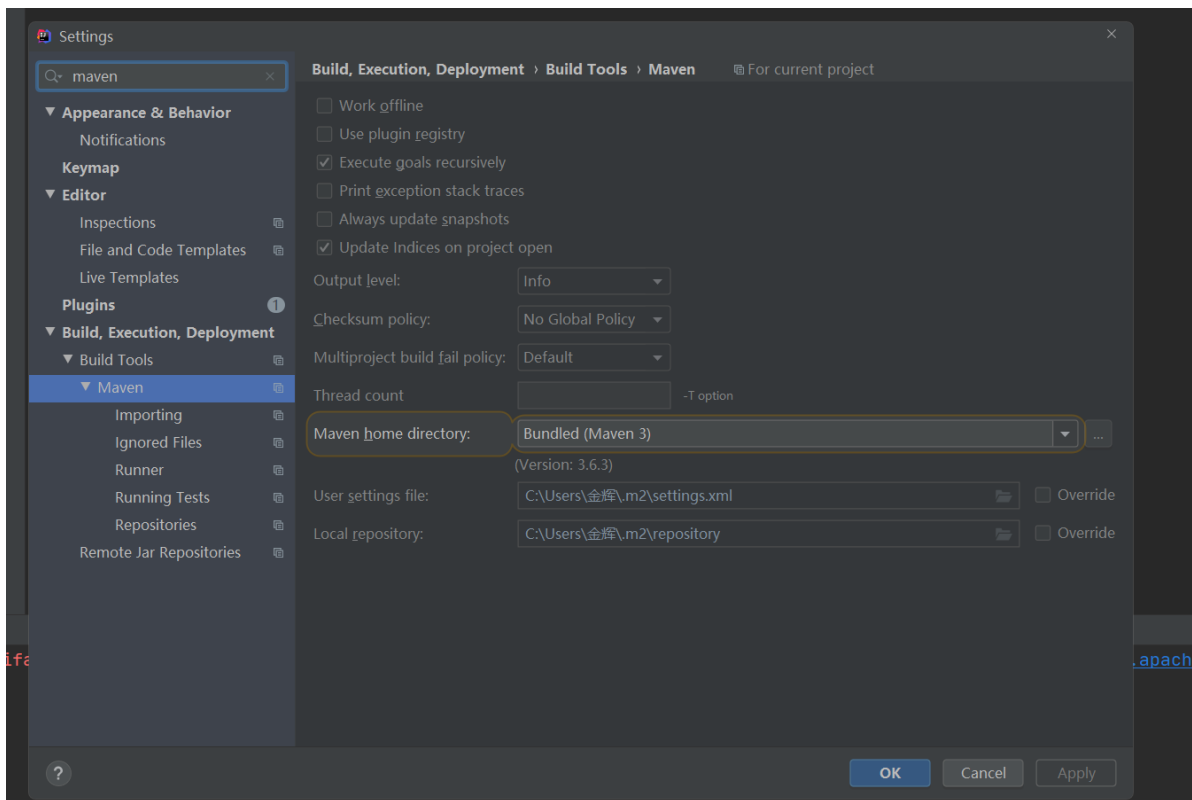 Settings
maven
Appearance & Behavior
Notifications
Keymap
Editor
Inspections
File and Code Templates
Live Templates
Plugins 1
Build, Execution, Deployment
Build Tools
Maven
Importing
Ignored Files
Runner
Running Tests
Repositories
Remote Jar Repositories
Build, Execution, Deployment › Build Tools › Maven For current project
Work offline
Use plugin registry
Execute goals recursively
Print exception stack traces
Always update snapshots
Update Indices on project open
Output level: Info
Checksum policy: No Global Policy
Multiproject build fail policy: Default
Thread count -T option
Maven home directory: Bundled (Maven 3) ...
(Version: 3.6.3)
User settings file: C:\Users\金辉\.m2\settings.xml Override
Local repository: C:\Users\金辉\.m2\repository Override
ifa .apach
? OK Cancel Apply